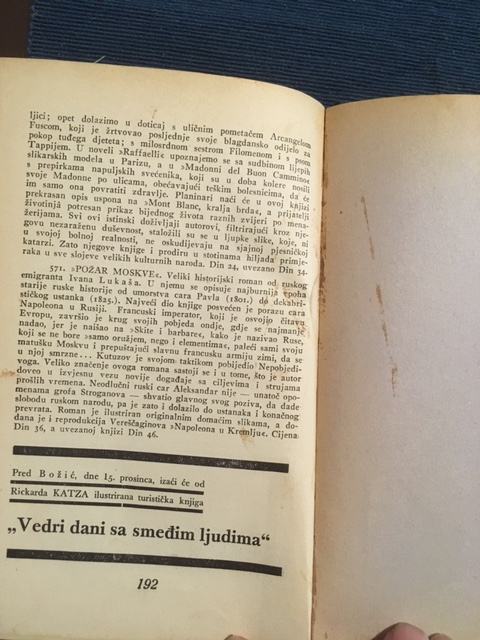 ljici; opet dolazimo u doticaj s uličnim pometačem Arcangelom
Fuscom, koji je žrtvovao posljednje svoje blagdansko odijelo za
pokop tuđega djeteta; s milosrdnom sestrom Filomenom i s psom
Tappijem. U noveli »Raffaelli« upoznajemo se sa sudbinom lijepih
slikarskih modela u Parizu, a u »Madonni del Buon Cammino«
s prepirkama napuljskih svećenika, koji su u doba kolere nosili
svoje Madonne po ulicama, obećavajući teškim bolesnicima, da će
im samo ona povratiti zdravlje. Planinari naći će u ovoj knjizi
prekrasan opis uspona na »Mont Blanc, kralja brda«, a prijatelji
životinja potresan prikaz bijednog života raznih zvijeri po mena-
žerijama. Svi ovi istinski doživljaji autorov, filtrirajući kroz nje-
govu nezaraženu duševnost, staložili su se u ljupke slike, koje, ni
u svojoj bolnoj realnosti, ne oskudijevaju na sjajnoj pjesničkoj
katarzi. Zato njegove knjige i prodiru u stotinama hiljada primje-
raka u sve slojeve velikih kulturnih naroda. Din 24, uvezano Din 34.
571. »POŽAR MOSKVE«. Veliki historijski roman od ruskog
emigranta Ivana Lukaša. U njemu se opisuje najburnija epoha
starije ruske historije od umorstva cara Pavla (1801.) do dekabri-
stičkog ustanka (1825.). Najveći dio knjige posvećen je porazu cara
Napoleona u Rusiji. Francuski imperator, koji je osvojio čitavu
Evropu, završio je krug svojih pobjeda ondje, gdje se najmanje
nadao, jer je naišao na »Skite i barbare«, kako je nazivao Ruse,
koji se ne bore »samo oružjem, nego i elementima«, paleći sami svoju
matušku Moskvu i prepuštajući slavnu francusku armiju zimi, da se
u njoj smrzne... Kutuzov je svojom taktikom pobijedio Nepobjedi-
voga. Veliko značenje ovoga romana sastoji se i u tome, što je autor
doveo u izvjesnu vezu novije događaje sa ciljevima i strujama
prošlih vremena. Neodlučni ruski car Aleksandar nije — unatoč opo-
menama grofa Stroganova — shvatio glavnog svog poziva, da dade
slobodu ruskom narodu, pa je zato i dolazilo do ustanaka i konačnog
prevrata. Roman je ilustriran originalnim domaćim slikama, a do-
dana je i reprodukcija Vereščaginova »Napoleona u Kremlju«. Cijena
Din 36, a uvezanoj knjizi Din 46.
Pred Božić, dne 15. prosinca, izaći će od
Rickarda KATZA ilustrirana turistička knjiga
„Vedri dani sa smeđim ljudima“
192